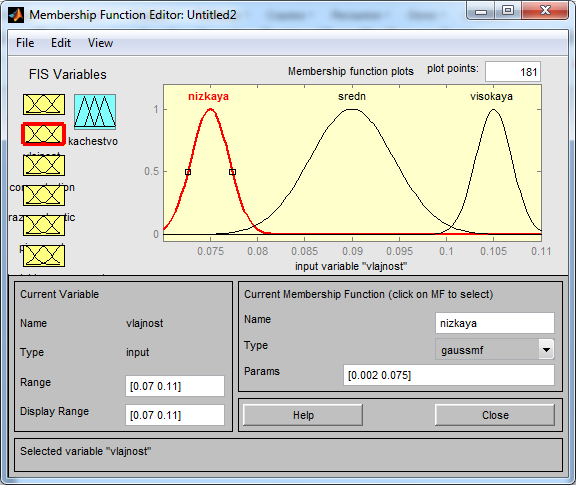 Membership Function Editor: Untitled2
File Edit View
FIS Variables
Membership function plots plot points: 181
nizkaya sredn visokaya
1
0.5
0
0.075 0.08 0.085 0.09 0.095 0.1 0.105 0.11
input variable "vlajnost"
kachestvo
Current Variable
Name vlajnost
Type input
Range [0.07 0.11]
Display Range [0.07 0.11]
Current Membership Function (click on MF to select)
Name nizkaya
Type gaussmf
Params [0.002 0.075]
Help Close
Selected variable "vlajnost"